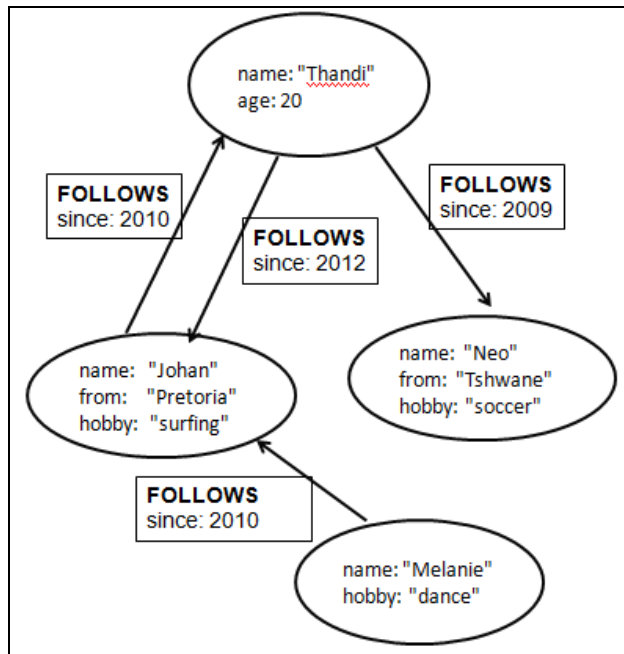 name: "Thandi"
age: 20
FOLLOWS
since: 2010
FOLLOWS
since: 2012
FOLLOWS
since: 2009
name: "Johan"
from: "Pretoria"
hobby: "surfing"
name: "Neo"
from: "Tshwane"
hobby: "soccer"
FOLLOWS
since: 2010
name: "Melanie"
hobby: "dance"